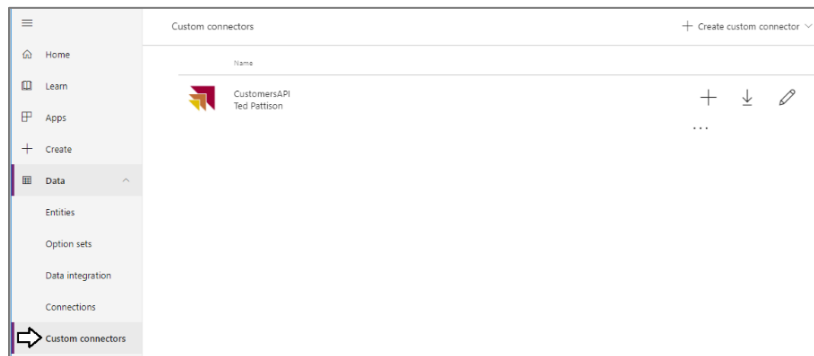 Custom connectors
Create custom connector
Home
Learn
Apps
Create
Data
Entities
Option sets
Data integration
Connections
Custom connectors
Name
CustomersAPI
Ted Pattison
...